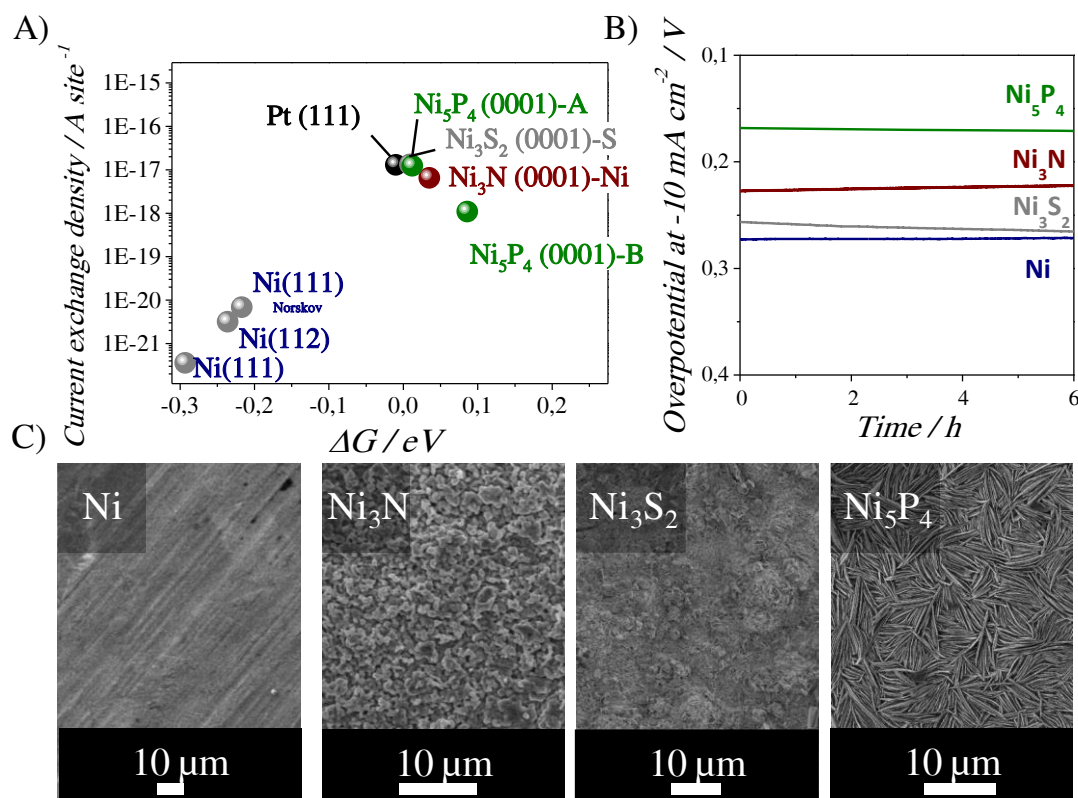 A)
Current exchange density / A site⁻¹
1E-15
1E-16
1E-17
1E-18
1E-19
1E-20
1E-21
Pt (111)
Ni₅P₄ (0001)-A
Ni₃S₂ (0001)-S
Ni₃N (0001)-Ni
Ni₅P₄ (0001)-B
Ni(111)
Norskov
Ni(112)
Ni(111)
-0,3 -0,2 -0,1 0,0 0,1 0,2
ΔG / eV
B)
Overpotential at -10 mA cm⁻² / V
0,1
0,2
0,3
0,4
Ni₅P₄
Ni₃N
Ni₃S₂
Ni
0 2 4 6
Time / h
C)
Ni Ni₃N Ni₃S₂ Ni₅P₄
10 µm 10 µm 10 µm 10 µm